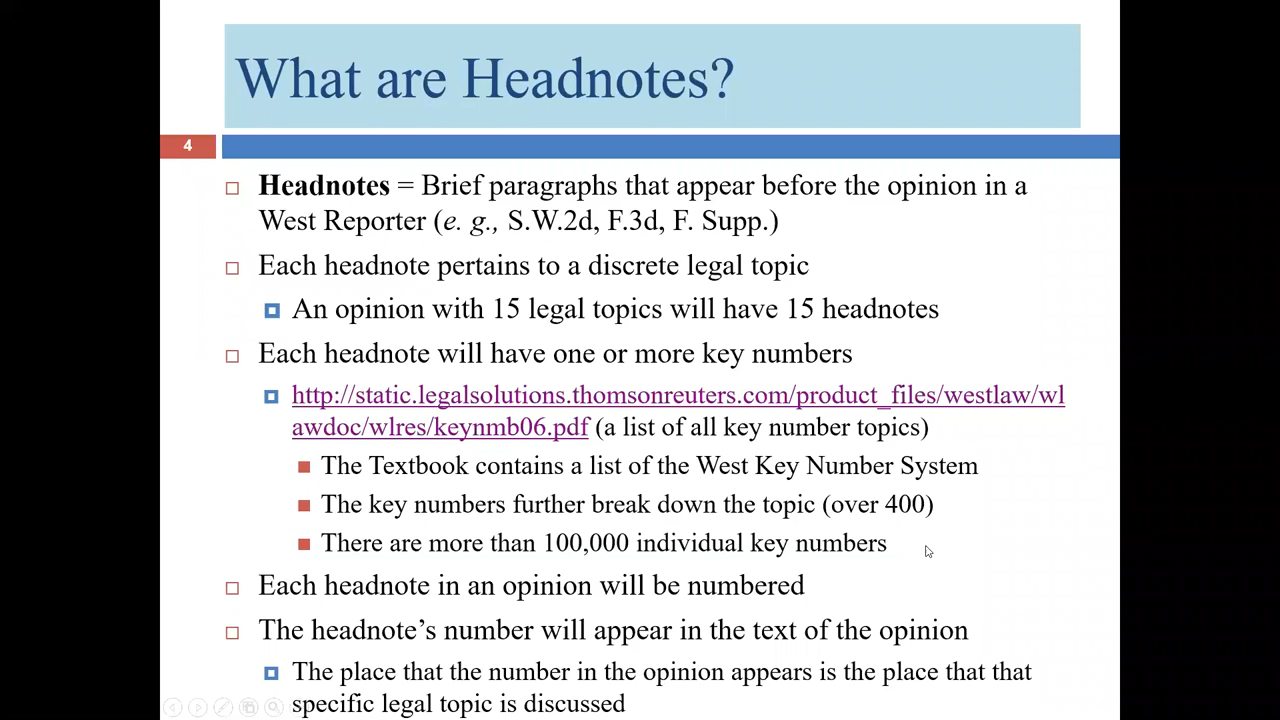 What are Headnotes?
4
Headnotes = Brief paragraphs that appear before the opinion in a
West Reporter (e. g., S.W.2d, F.3d, F. Supp.)
Each headnote pertains to a discrete legal topic
An opinion with 15 legal topics will have 15 headnotes
Each headnote will have one or more key numbers
http://static.legalsolutions.thomsonreuters.com/product_files/westlaw/wl
awdoc/wlres/keynmb06.pdf (a list of all key number topics)
The Textbook contains a list of the West Key Number System
The key numbers further break down the topic (over 400)
There are more than 100,000 individual key numbers
Each headnote in an opinion will be numbered
The headnote’s number will appear in the text of the opinion
The place that the number in the opinion appears is the place that that
specific legal topic is discussed